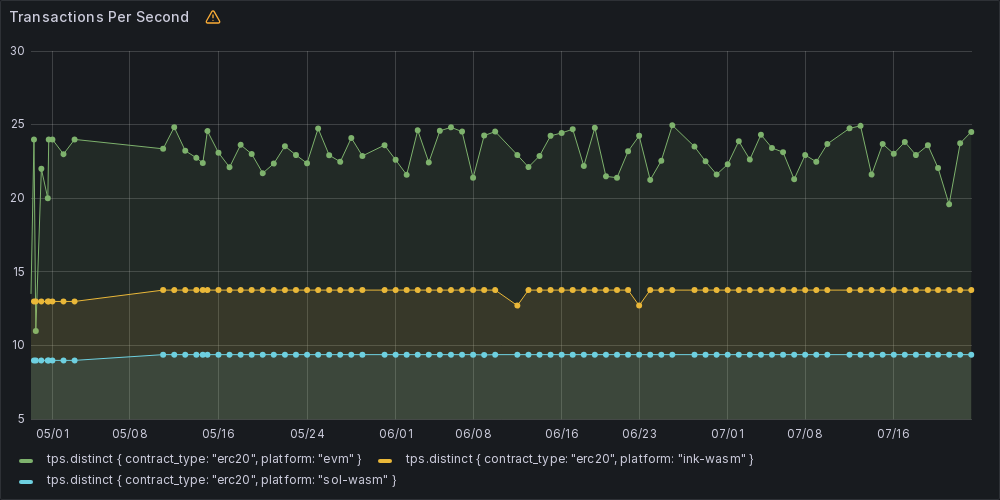 Transactions Per Second
30
25
20
15
10
5
05/01 05/08 05/16 05/24 06/01 06/08 06/16 06/23 07/01 07/08 07/16
tps.distinct { contract_type: "erc20", platform: "evm" } tps.distinct { contract_type: "erc20", platform: "ink-wasm" }
tps.distinct { contract_type: "erc20", platform: "sol-wasm" }